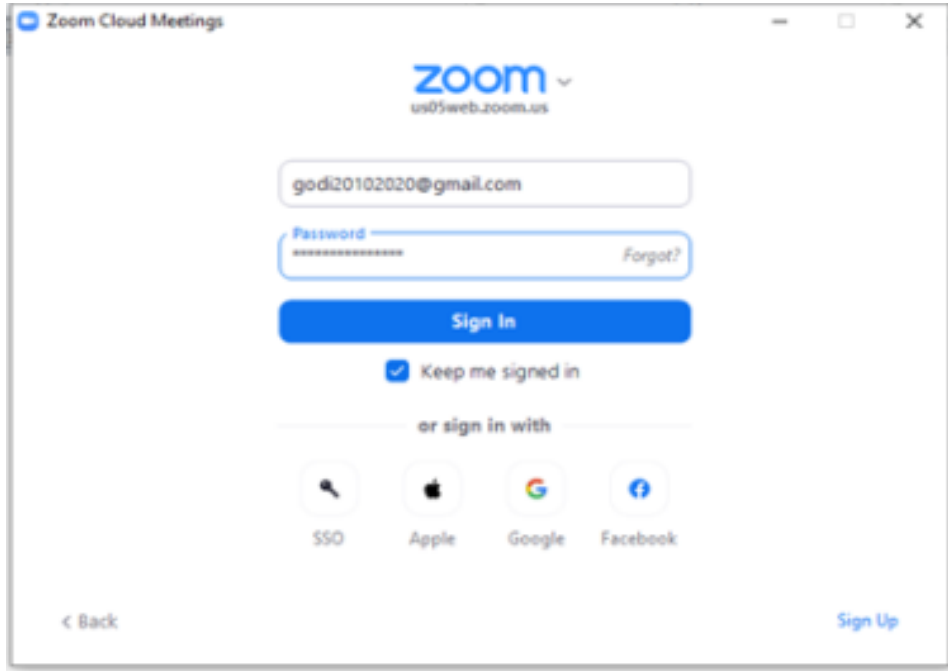 Zoom Cloud Meetings
zoom
us05web.zoom.us
godi20102020@gmail.com
Password
***************
Forgot?
Sign In
Keep me signed in
or sign in with
SSO
Apple
Google
Facebook
< Back
Sign Up